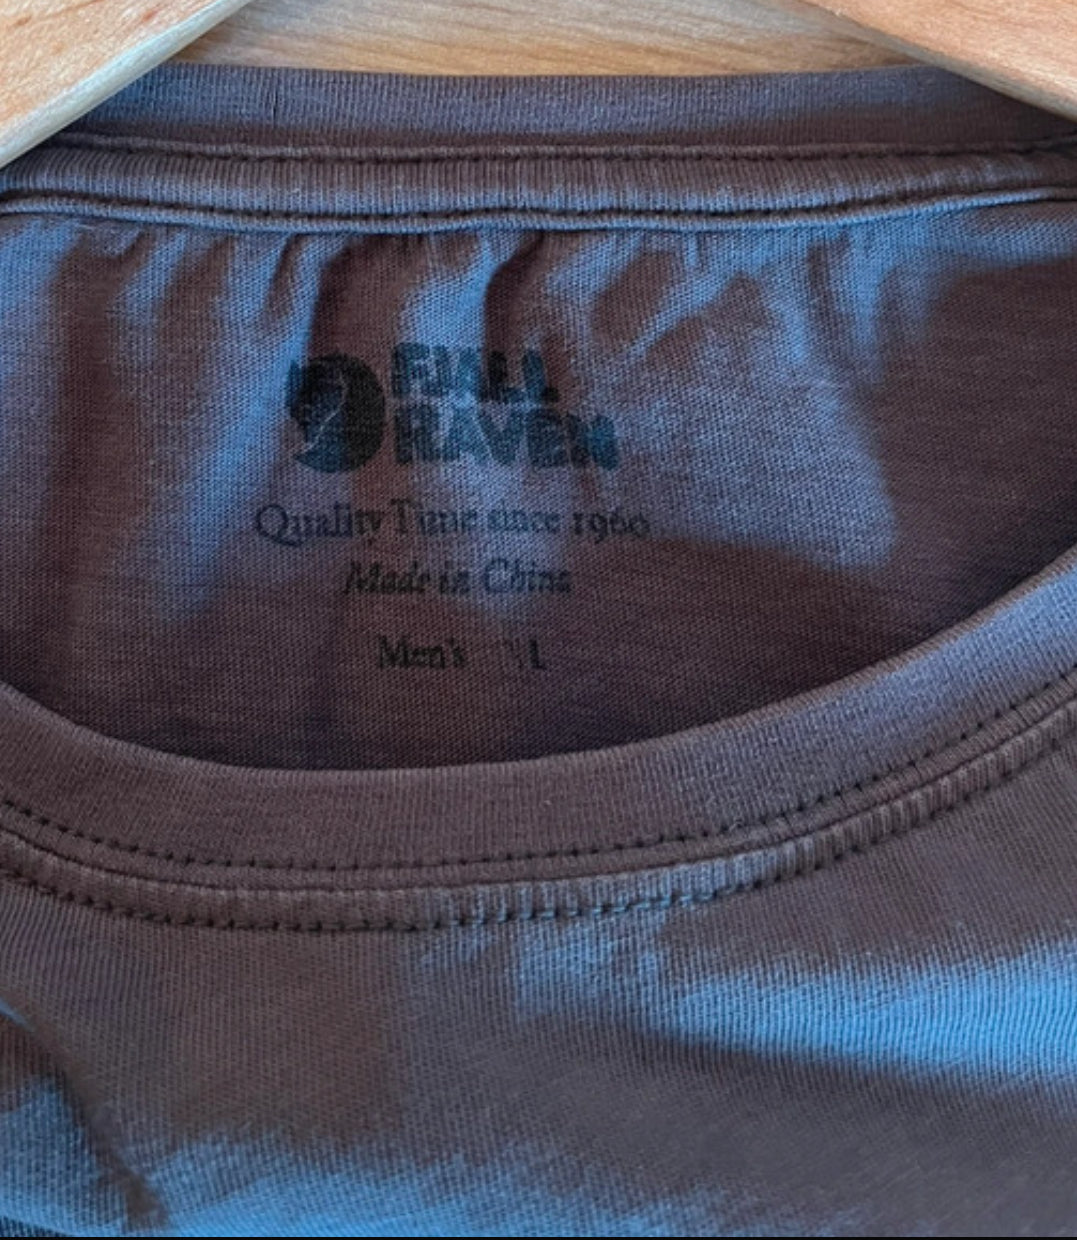 FJÄLL
RÄVEN
Quality Time since 1960
Made in China
Men's